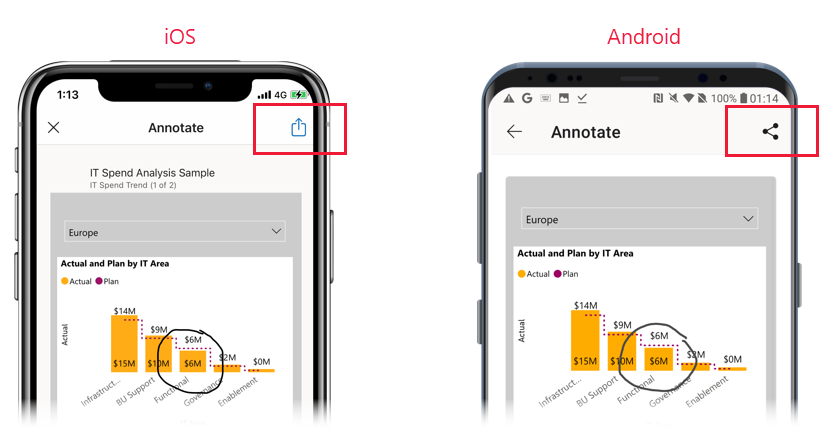 iOS
Android
1:13
4G
100%
01:14
Annotate
Annotate
IT Spend Analysis Sample
IT Spend Trend (1 of 2)
Europe
Europe
Actual and Plan by IT Area
Actual
Plan
Actual
$14M
$9M
$6M
$2M
$0M
$15M
$10M
$6M
Infrastruct...
BU Support
Functional
Governance
Enablement
Actual and Plan by IT Area
Actual
Plan
Actual
$14M
$9M
$6M
$2M
$0M
$15M
$10M
$6M
Infrastruct...
BU Support
Functional
Governance
Enablement